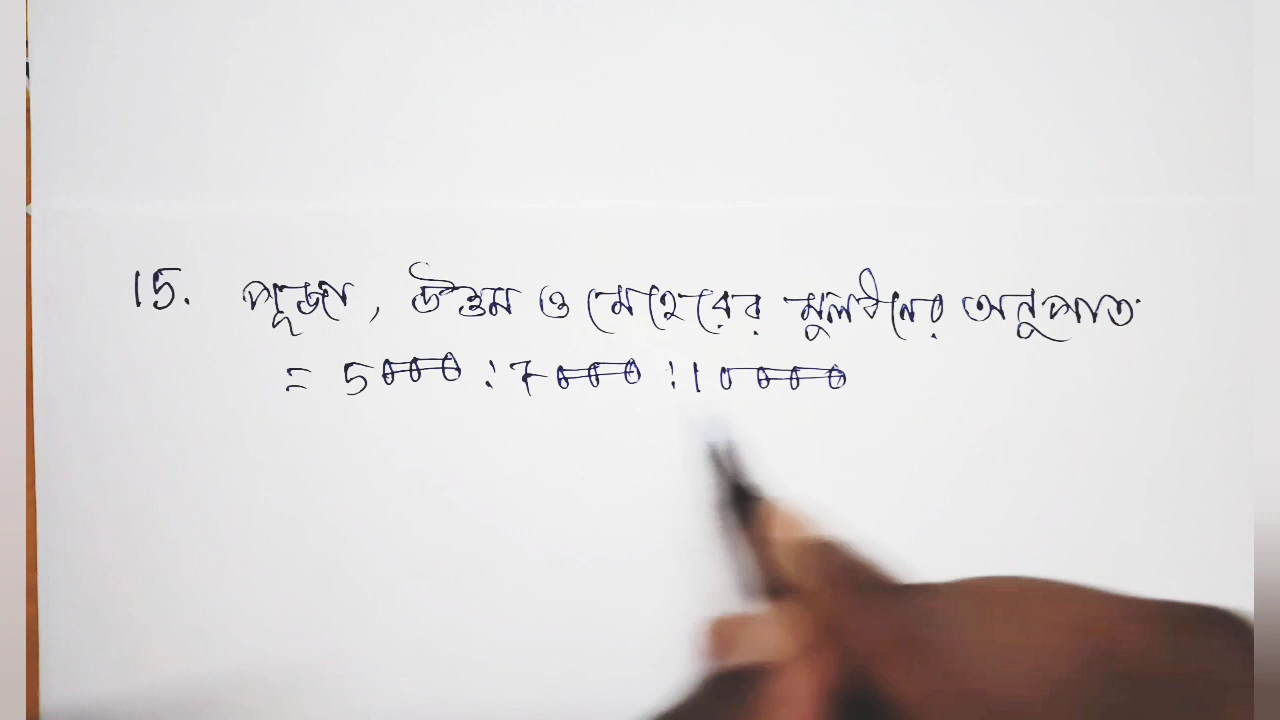 15. পূজা, উত্তম ও মেহেরের মুলধনের অনুপাত
= 5000 : 7000 : 10000